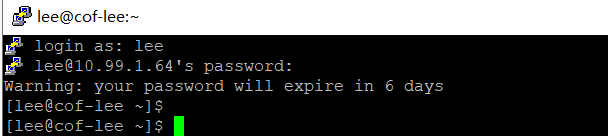 lee@cof-lee:~
login as: lee
lee@10.99.1.64's password:
Warning: your password will expire in 6 days
[lee@cof-lee ~]$
[lee@cof-lee ~]$